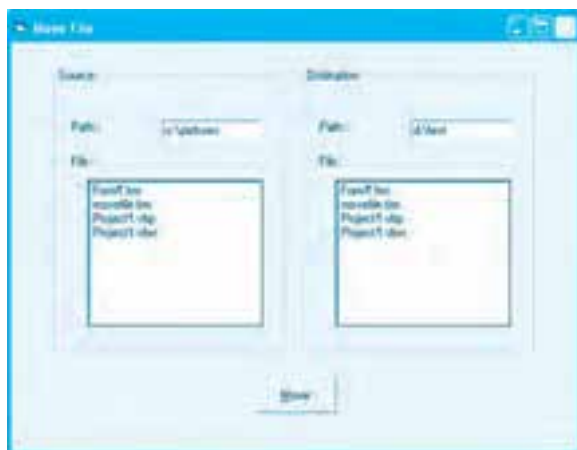 Move File
Source
Destination
Path:
Path:
d:\test
File
File
Form1.frm
movefile.frm
Project1.vbp
Project1.vbw
Form1.frm
movefile.frm
Project1.vbp
Project1.vbw
Move